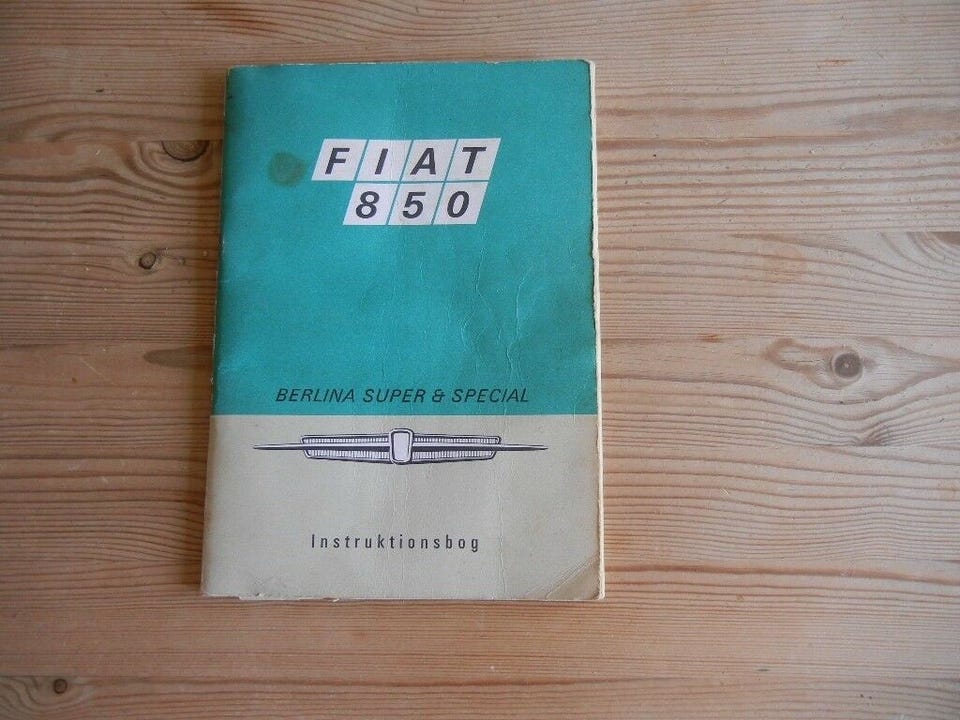 FIAT
850
BERLINA SUPER & SPECIAL
Instruktionsbog